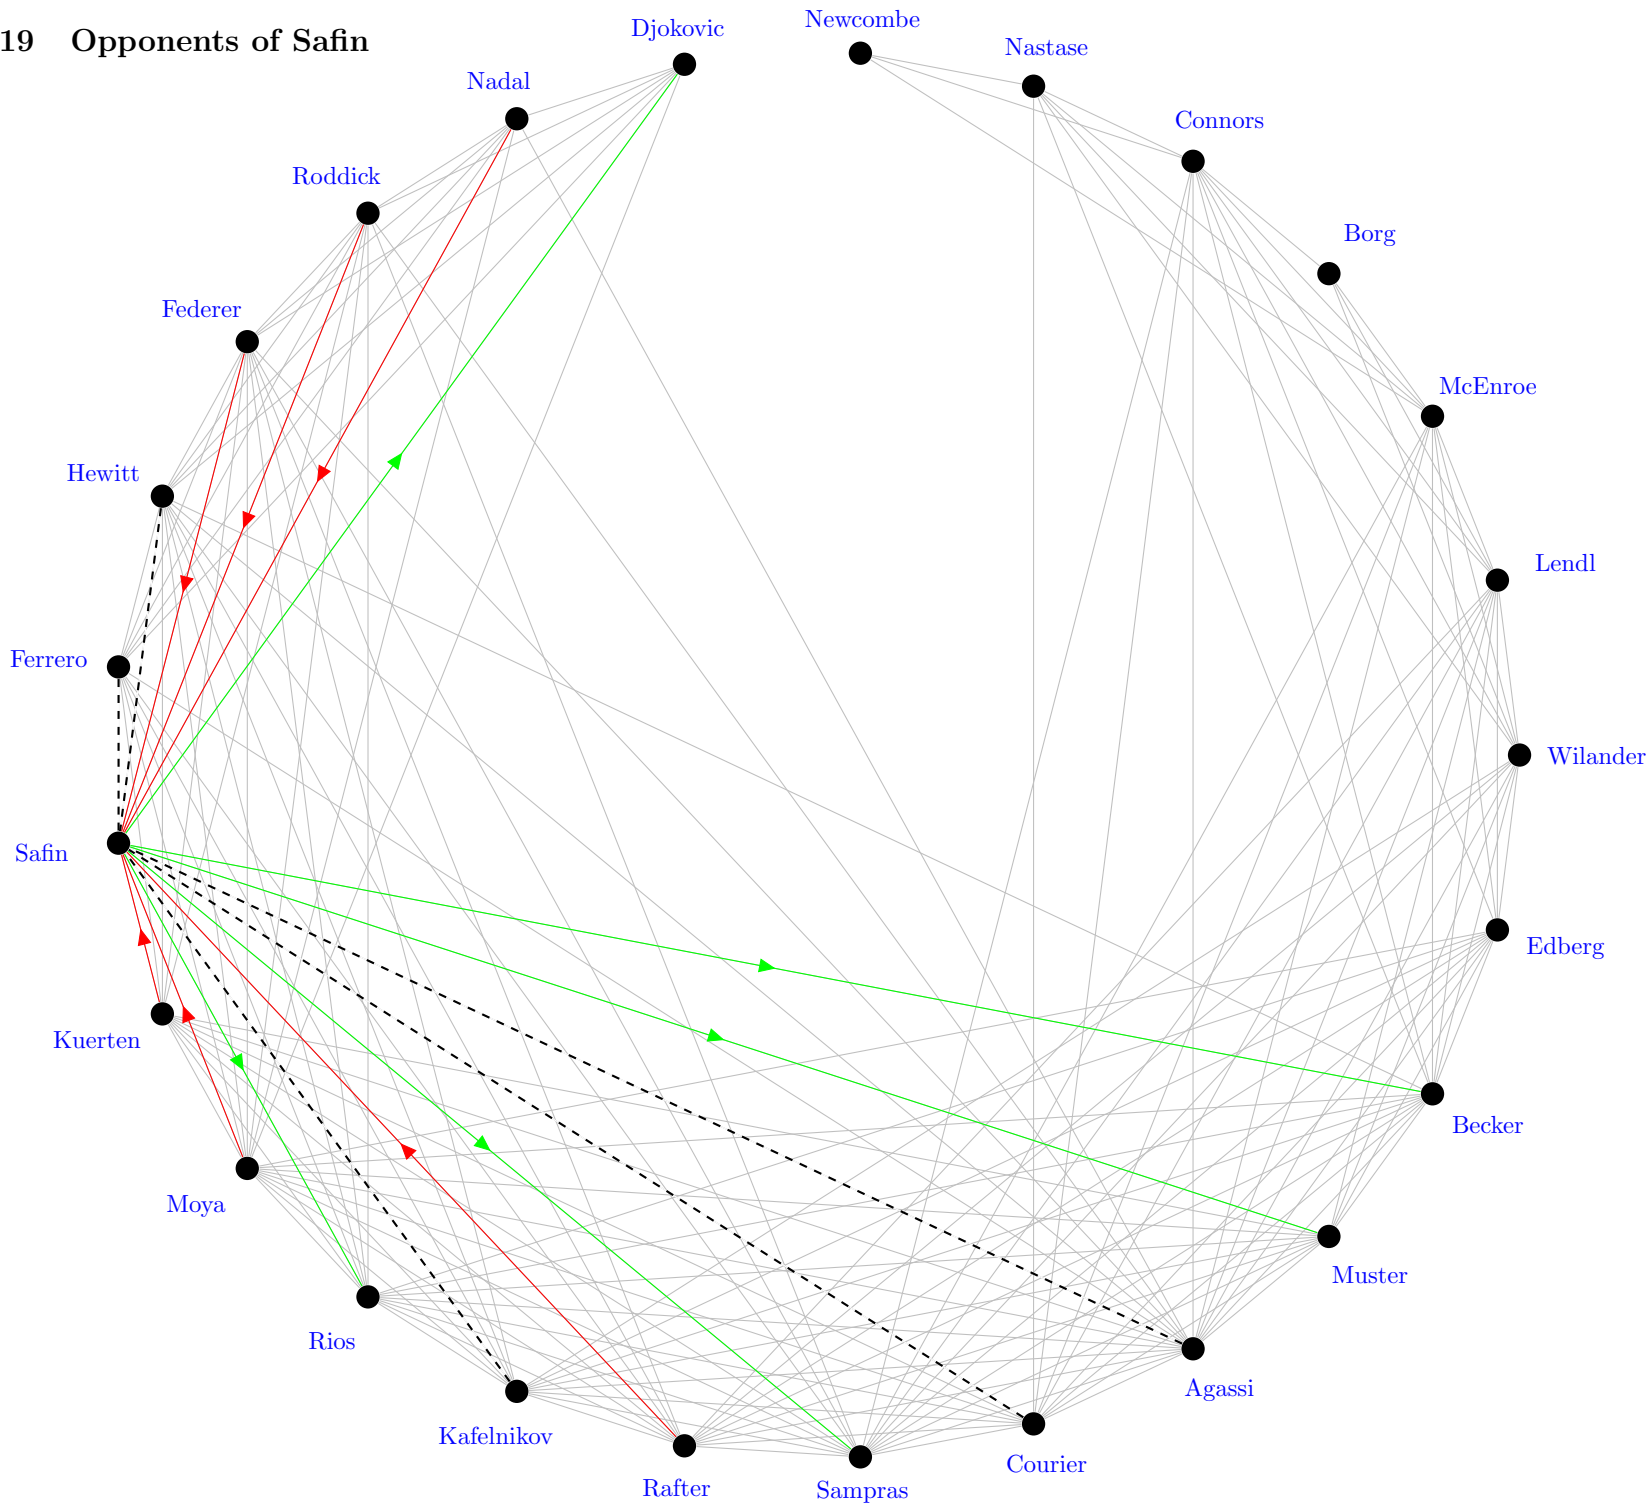 19 Opponents of Safin
Djokovic
Newcombe
Nastase
Nadal
Connors
Roddick
Borg
Federer
McEnroe
Hewitt
Lendl
Ferrero
Wilander
Safin
Edberg
Kuerten
Becker
Moya
Muster
Rios
Agassi
Kafelnikov
Courier
Rafter
Sampras